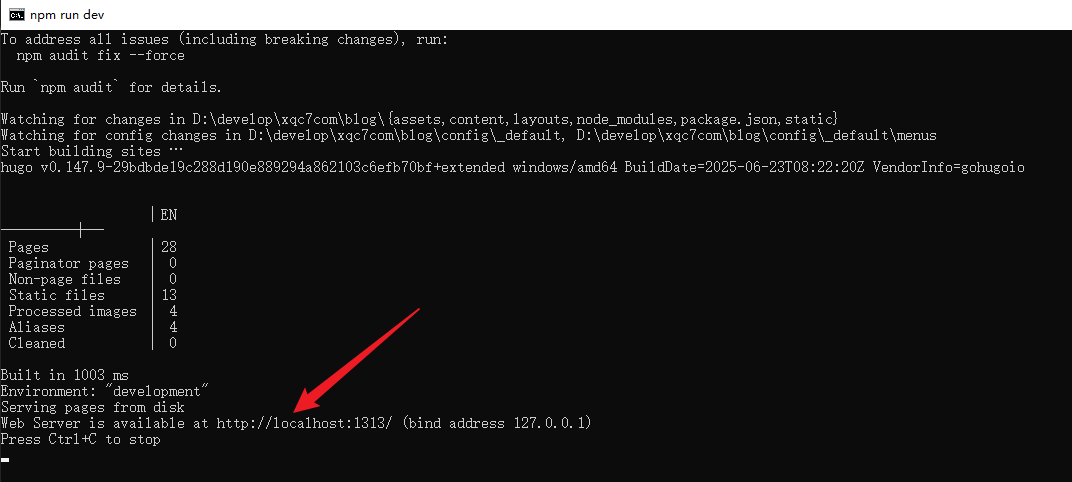 npm run dev
To address all issues (including breaking changes), run:
  npm audit fix --force
Run `npm audit` for details.
Watching for changes in D:\develop\xqc7com\blog\{assets,content,layouts,node_modules,package.json,static}
Watching for config changes in D:\develop\xqc7com\blog\config\_default, D:\develop\xqc7com\blog\config\_default\menus
Start building sites …
hugo v0.147.9-29bdbde19c288d190e889294a862103c6efb70bf+extended windows/amd64 BuildDate=2025-06-23T08:22:20Z VendorInfo=gohugoio
                  │ EN
Pages             │ 28
Paginator pages   │ 0
Non-page files    │ 0
Static files      │ 13
Processed images  │ 4
Aliases           │ 4
Cleaned           │ 0
Built in 1003 ms
Environment: "development"
Serving pages from disk
Web Server is available at http://localhost:1313/ (bind address 127.0.0.1)
Press Ctrl+C to stop